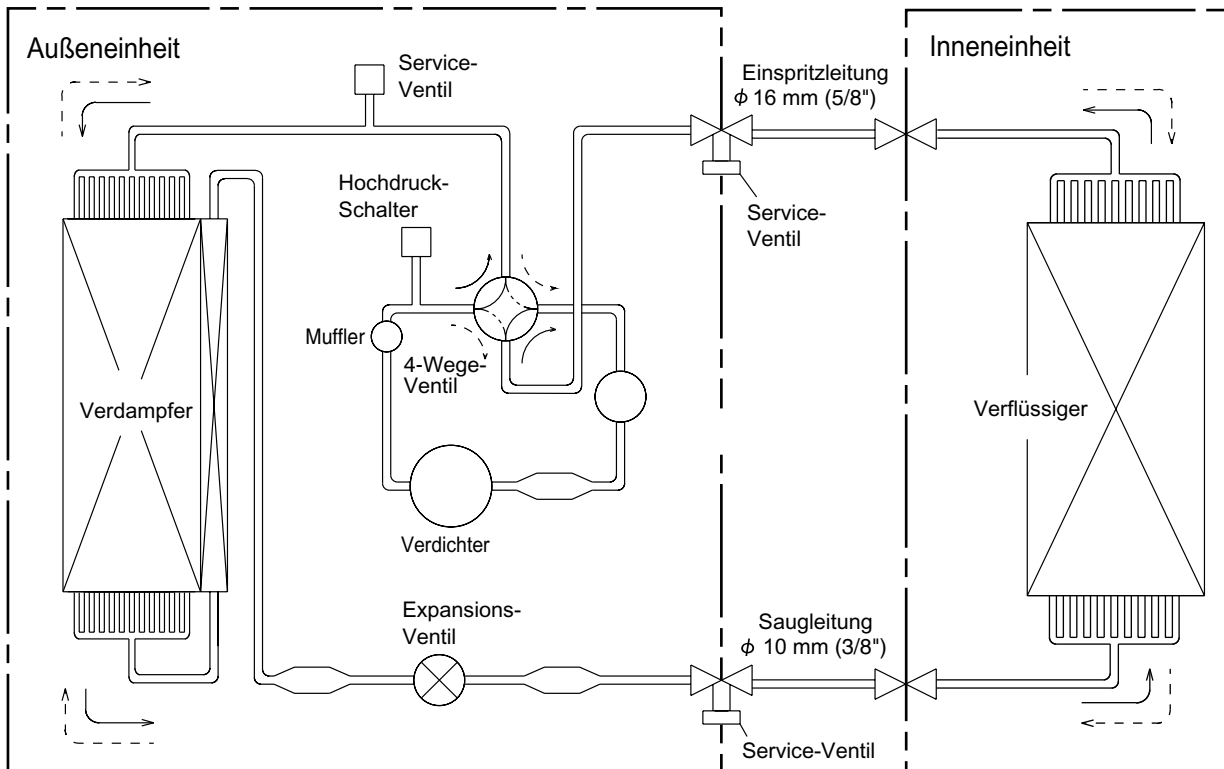 Außeneinheit
Inneneinheit
Service-
Ventil
Einspritzleitung
ϕ 16 mm (5/8")
Hochdruck-
Schalter
Service-
Ventil
Muffler
4-Wege-
Ventil
Verdampfer
Verflüssiger
Verdichter
Expansions-
Ventil
Saugleitung
ϕ 10 mm (3/8")
Service-Ventil